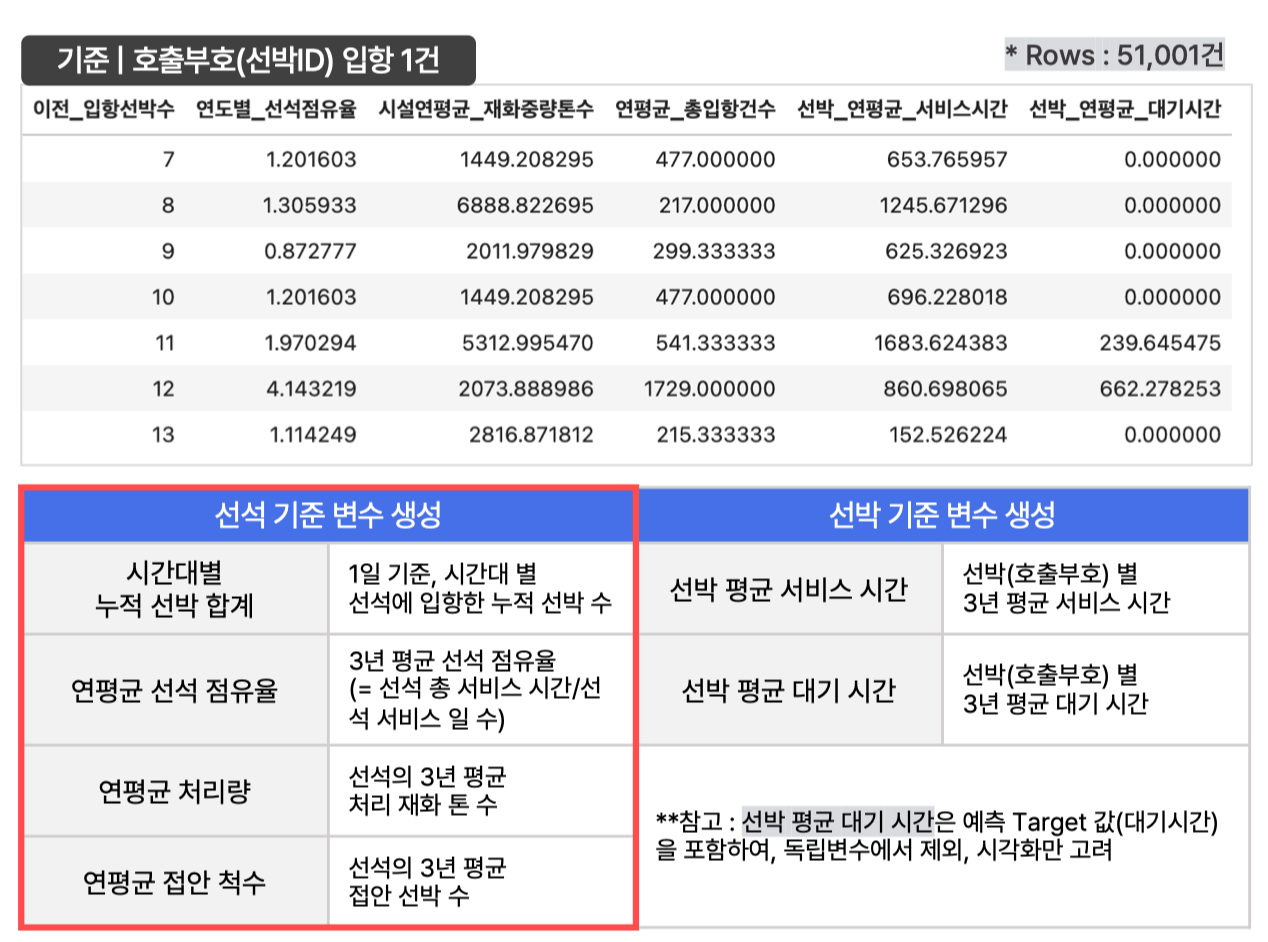 기준 | 호출부호(선박ID) 입항 1건
* Rows : 51,001건
이전_입항선박수 연도별_선석점유율 시설연평균_재화중량톤수 연평균_총입항건수 선박_연평균_서비스시간 선박_연평균_대기시간
7 1.201603 1449.208295 477.000000 653.765957 0.000000
8 1.305933 6888.822695 217.000000 1245.671296 0.000000
9 0.872777 2011.979829 299.333333 625.326923 0.000000
10 1.201603 1449.208295 477.000000 696.228018 0.000000
11 1.970294 5312.995470 541.333333 1683.624383 239.645475
12 4.143219 2073.888986 1729.000000 860.698065 662.278253
13 1.114249 2816.871812 215.333333 152.526224 0.000000
선석 기준 변수 생성
시간대별
누적 선박 합계
1일 기준, 시간대 별
선석에 입항한 누적 선박 수
연평균 선석 점유율
3년 평균 선석 점유율
(= 선석 총 서비스 시간/선
석 서비스 일 수)
연평균 처리량
선석의 3년 평균
처리 재화 톤 수
연평균 접안 척수
선석의 3년 평균
접안 선박 수
선박 기준 변수 생성
선박 평균 서비스 시간
선박(호출부호) 별
3년 평균 서비스 시간
선박 평균 대기 시간
선박(호출부호) 별
3년 평균 대기 시간
**참고 : 선박 평균 대기 시간은 예측 Target 값(대기시간)
을 포함하여, 독립변수에서 제외, 시각화만 고려